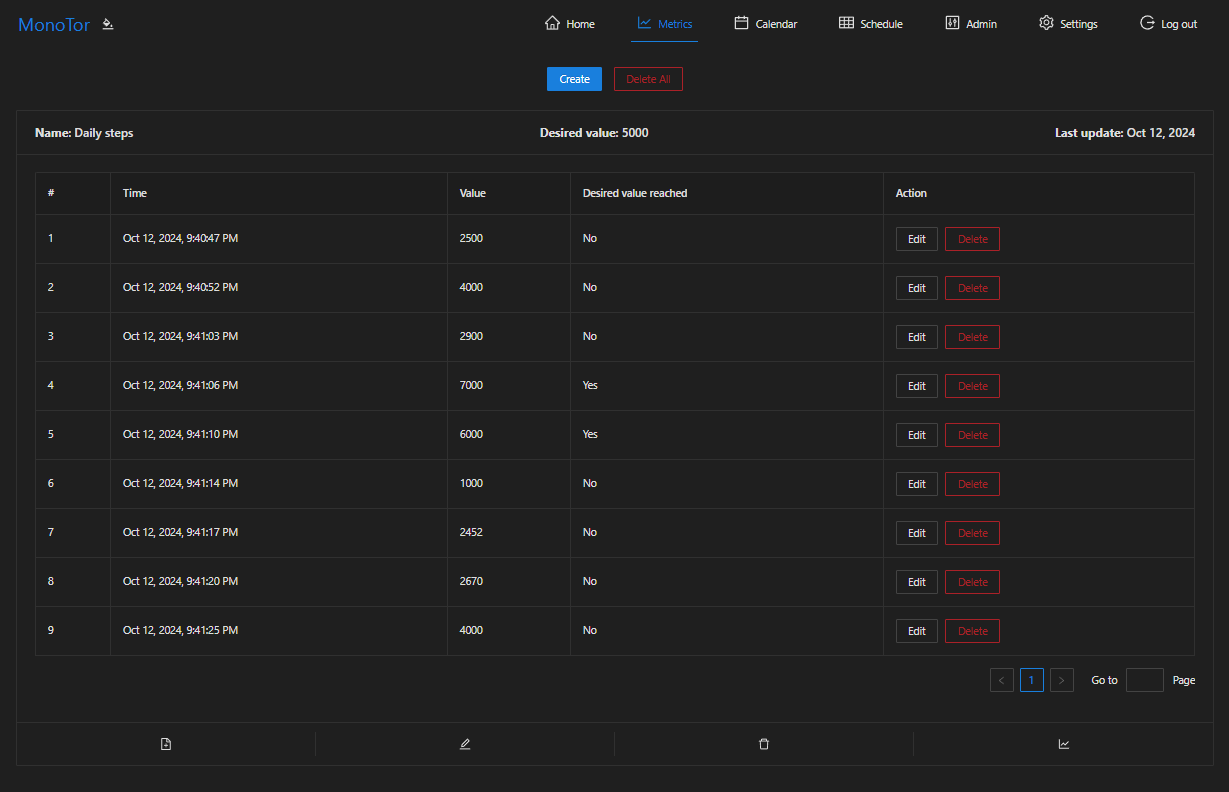 MonoTor Home Metrics Calendar Schedule Admin Settings Log out
Create Delete All
Name: Daily steps Desired value: 5000 Last update: Oct 12, 2024
# Time Value Desired value reached Action
1 Oct 12, 2024, 9:40:47 PM 2500 No Edit Delete
2 Oct 12, 2024, 9:40:52 PM 4000 No Edit Delete
3 Oct 12, 2024, 9:41:03 PM 2900 No Edit Delete
4 Oct 12, 2024, 9:41:06 PM 7000 Yes Edit Delete
5 Oct 12, 2024, 9:41:10 PM 6000 Yes Edit Delete
6 Oct 12, 2024, 9:41:14 PM 1000 No Edit Delete
7 Oct 12, 2024, 9:41:17 PM 2452 No Edit Delete
8 Oct 12, 2024, 9:41:20 PM 2670 No Edit Delete
9 Oct 12, 2024, 9:41:25 PM 4000 No Edit Delete
< 1 > Go to Page